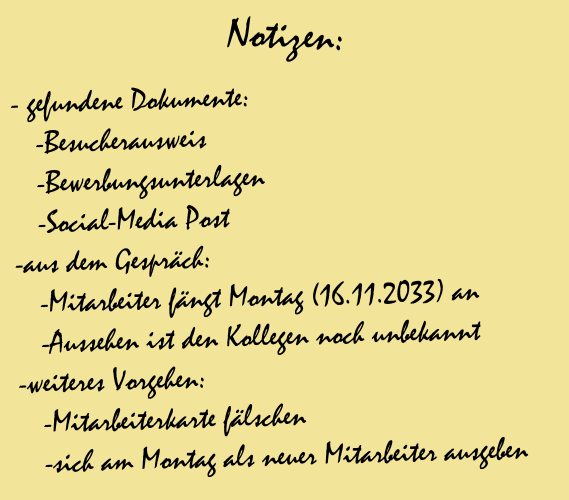 Notizen:
- gefundene Dokumente:
-Besucherausweis
-Bewerbungsunterlagen
-Social-Media Post
-aus dem Gespräch:
-Mitarbeiter fängt Montag (16.11.2033) an
-Aussehen ist den Kollegen noch unbekannt
-weiteres Vorgehen:
-Mitarbeiterkarte fälschen
-sich am Montag als neuer Mitarbeiter ausgeben